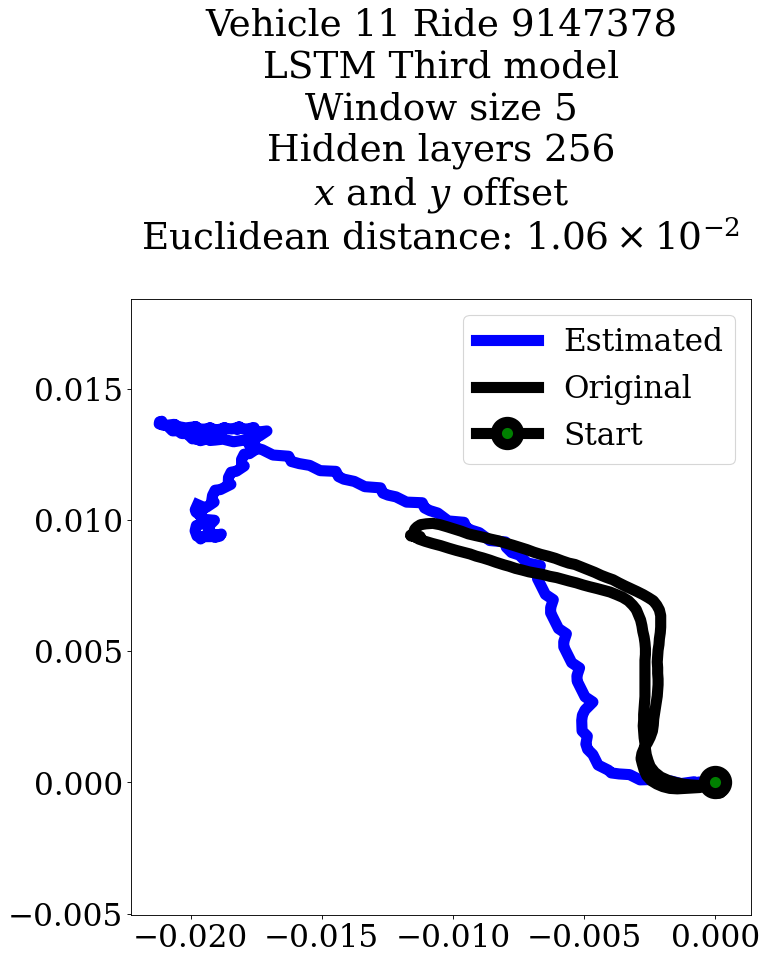 Vehicle 11 Ride 9147378
LSTM Third model
Window size 5
Hidden layers 256
x and y offset
Euclidean distance: 1.06 × 10⁻²
Estimated
Original
Start
0.015
0.010
0.005
0.000
−0.005
−0.020 −0.015 −0.010 −0.005 0.000